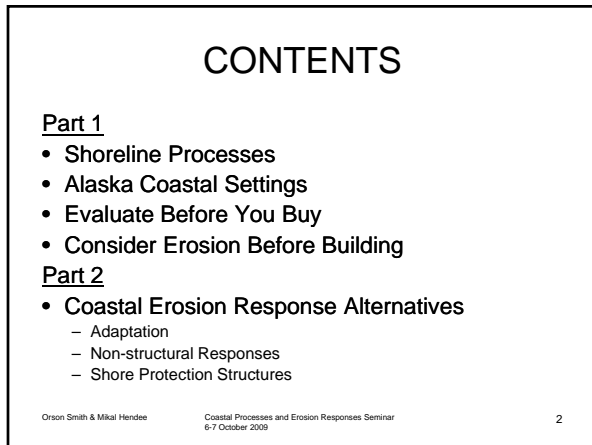 CONTENTS
Part 1
• Shoreline Processes
• Alaska Coastal Settings
• Evaluate Before You Buy
• Consider Erosion Before Building
Part 2
• Coastal Erosion Response Alternatives
– Adaptation
– Non-structural Responses
– Shore Protection Structures
Orson Smith & Mikal Hendee
Coastal Processes and Erosion Responses Seminar
6-7 October 2009
2